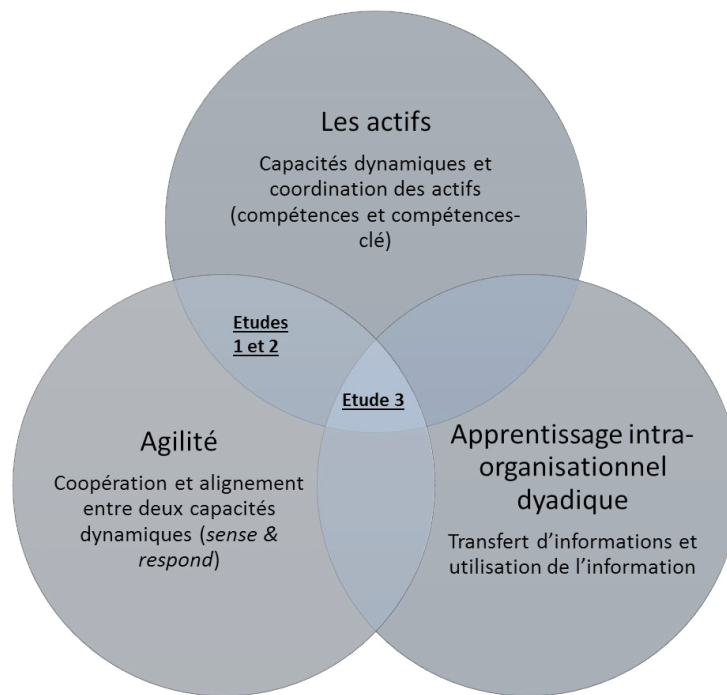 Les actifs
Capacités dynamiques et
coordination des actifs
(compétences et compétences-
clé)
Etudes
1 et 2
Etude 3
Agilité
Coopération et alignement
entre deux capacités
dynamiques (sense &
respond)
Apprentissage intra-
organisationnel
dyadique
Transfert d’informations et
utilisation de l’information